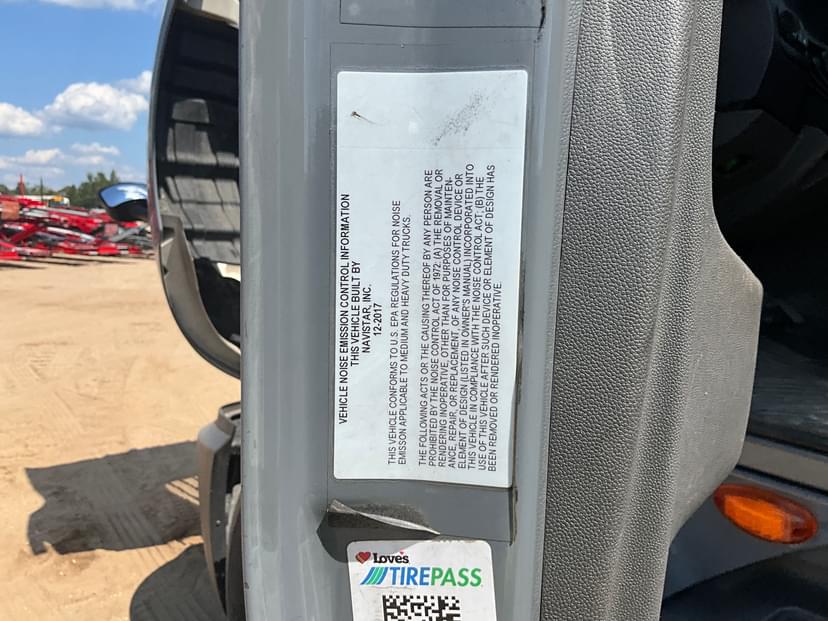 VEHICLE NOISE EMISSION CONTROL INFORMATION
THIS VEHICLE BUILT BY
NAVISTAR, INC.
12-2017
THIS VEHICLE CONFORMS TO U.S. EPA REGULATIONS FOR NOISE
EMISSON APPLICABLE TO MEDIUM AND HEAVY DUTY TRUCKS.
THE FOLLOWING ACTS OR THE CAUSING THEREOF BY ANY PERSON ARE
PROHIBITED BY THE NOISE CONTROL ACT OF 1972: (A) THE REMOVAL OR
RENDERING INOPERATIVE, OTHER THAN FOR PURPOSES OF MAINTEN-
ANCE, REPAIR, OR REPLACEMENT, OF ANY NOISE CONTROL DEVICE OR
ELEMENT OF DESIGN (LISTED IN OWNER'S MANUAL) INCORPORATED INTO
THIS VEHICLE IN COMPLIANCE WITH THE NOISE CONTROL ACT; (B) THE
USE OF THIS VEHICLE AFTER SUCH DEVICE OR ELEMENT OF DESIGN HAS
BEEN REMOVED OR RENDERED INOPERATIVE.
Love's
TIREPASS